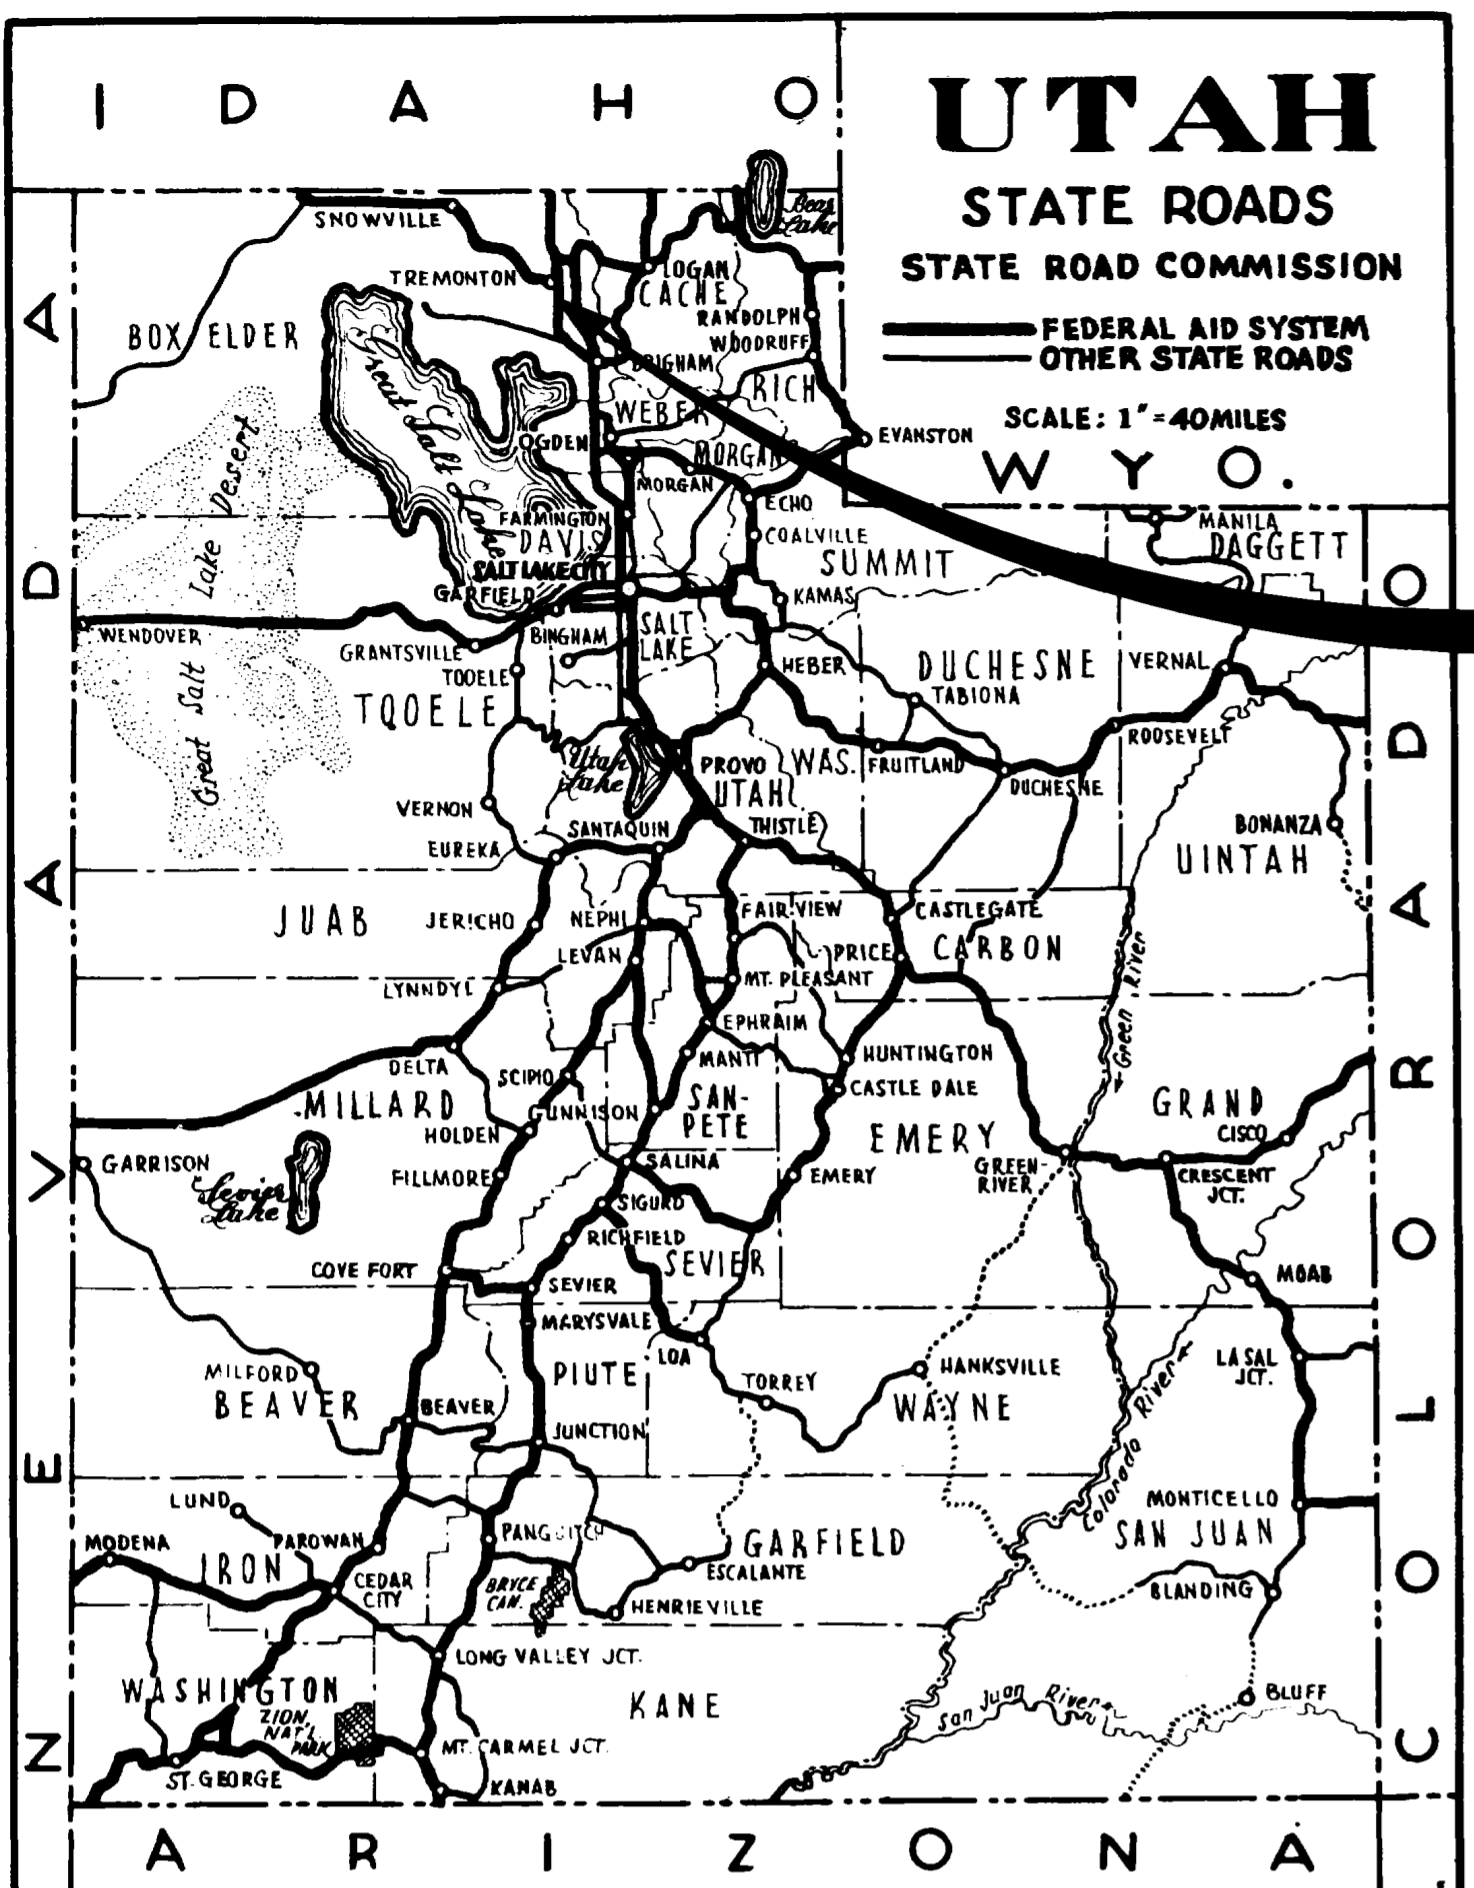 IDAHO
UTAH
STATE ROADS
STATE ROAD COMMISSION
FEDERAL AID SYSTEM
OTHER STATE ROADS
SCALE: 1"=40MILES
WYO.
NEVADA
COLORADO
ARIZONA
Bear
Lake
SNOWVILLE
TREMONTON
LOGAN
CACHE
RANDOLPH
WOODRUFF
BOX ELDER
BRIGHAM
RICH
WEBER
EVANSTON
OGDEN
MORGAN
MORGAN
ECHO
Great Salt Lake
Great Salt Lake Desert
FARMINGTON
DAVIS
COALVILLE
SUMMIT
MANILA
DAGGETT
SALT LAKE CITY
GARFIELD
KAMAS
WENDOVER
BINGHAM
SALT
LAKE
GRANTSVILLE
TOOELE
TOOELE
HEBER
DUCHESNE
TABIONA
VERNAL
ROOSEVELT
Utah
Lake
PROVO
WAS.
FRUITLAND
DUCHESNE
UTAH
VERNON
SANTAQUIN
THISTLE
BONANZA
EUREKA
UINTAH
JUAB
JERICHO
NEPHI
FAIRVIEW
CASTLEGATE
LEVAN
PRICE
CARBON
Green River
MT. PLEASANT
LYNNDYL
EPHRAIM
DELTA
MANTI
HUNTINGTON
SCIPIO
CASTLE DALE
MILLARD
GUNNISON
SAN-
PETE
GRAND
HOLDEN
EMERY
CISCO
GARRISON
FILLMORE
SALINA
EMERY
GREEN-
RIVER
CRESCENT
JCT.
Sevier
Lake
SIGURD
RICHFIELD
SEVIER
COVE FORT
SEVIER
MOAB
MARYSVALE
LOA
MILFORD
PIUTE
TORREY
HANKSVILLE
LA SAL
JCT.
BEAVER
BEAVER
WAYNE
JUNCTION
Colorado River
LUND
MONTICELLO
MODENA
PAROWAN
PANGUITCH
GARFIELD
SAN JUAN
IRON
CEDAR
CITY
BRYCE
CAN.
ESCALANTE
BLANDING
HENRIEVILLE
LONG VALLEY JCT.
WASHINGTON
KANE
San Juan River
BLUFF
ZION
NAT'L
PARK
MT. CARMEL JCT.
ST. GEORGE
KANAB